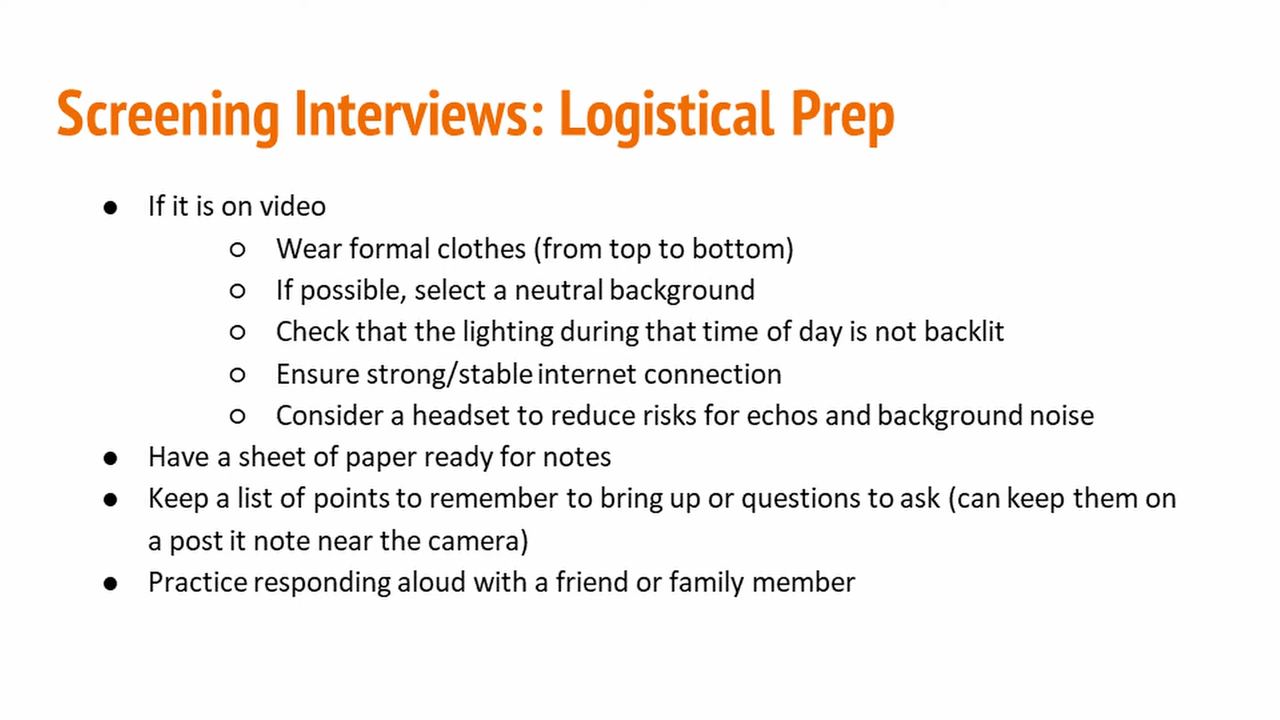 Screening Interviews: Logistical Prep
● If it is on video
○ Wear formal clothes (from top to bottom)
○ If possible, select a neutral background
○ Check that the lighting during that time of day is not backlit
○ Ensure strong/stable internet connection
○ Consider a headset to reduce risks for echos and background noise
● Have a sheet of paper ready for notes
● Keep a list of points to remember to bring up or questions to ask (can keep them on
a post it note near the camera)
● Practice responding aloud with a friend or family member